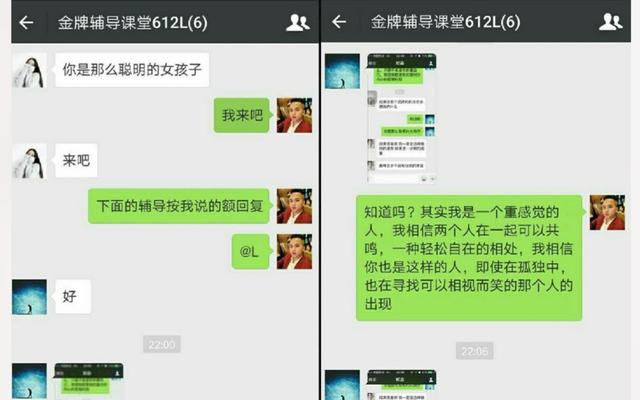 金牌辅导课堂612L(6)
你是那么聪明的女孩子
我来吧
来吧
下面的辅导按我说的额回复
@L
好
22:00
金牌辅导课堂612L(6)
知道吗？其实我是一个重感觉的
人，我相信两个人在一起可以共
鸣，一种轻松自在的相处，我相信
你也是这样的人，即使在孤独中，
也在寻找可以相视而笑的那个人的
出现
22:06